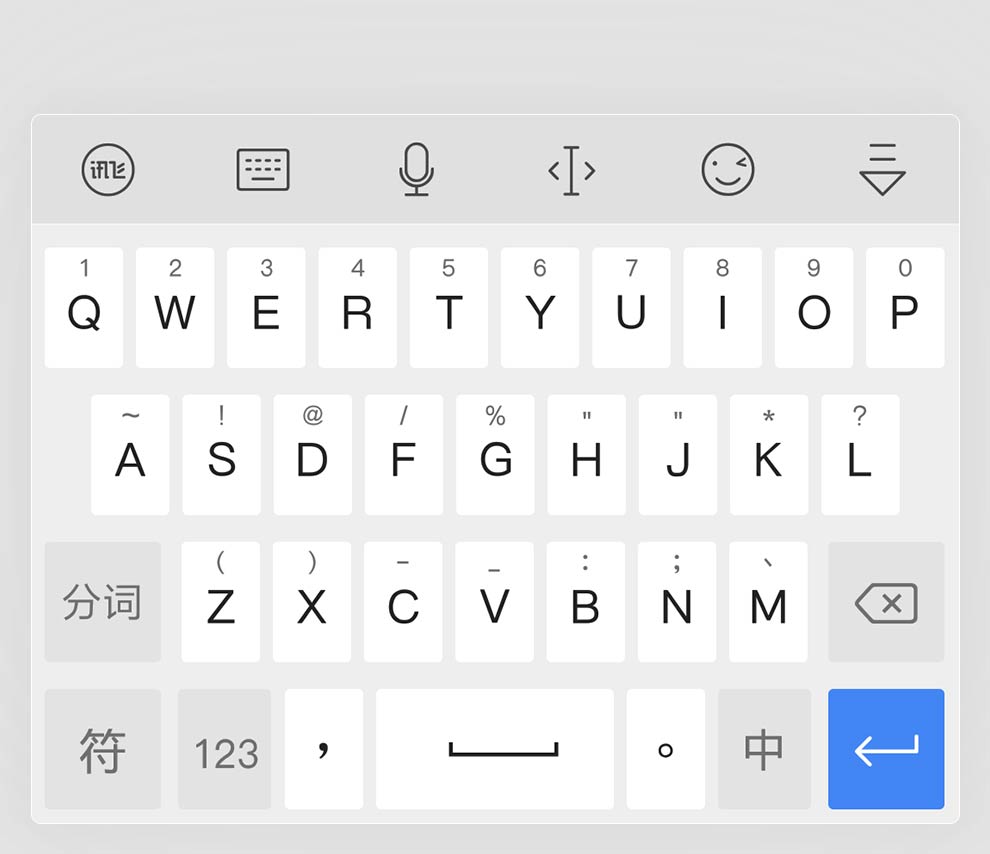 讯飞
1 2 3 4 5 6 7 8 9 0
Q W E R T Y U I O P
~ ! @ / % " " * ?
A S D F G H J K L
( ) – _ : ; 、
分词 Z X C V B N M
符 123 , 。 中